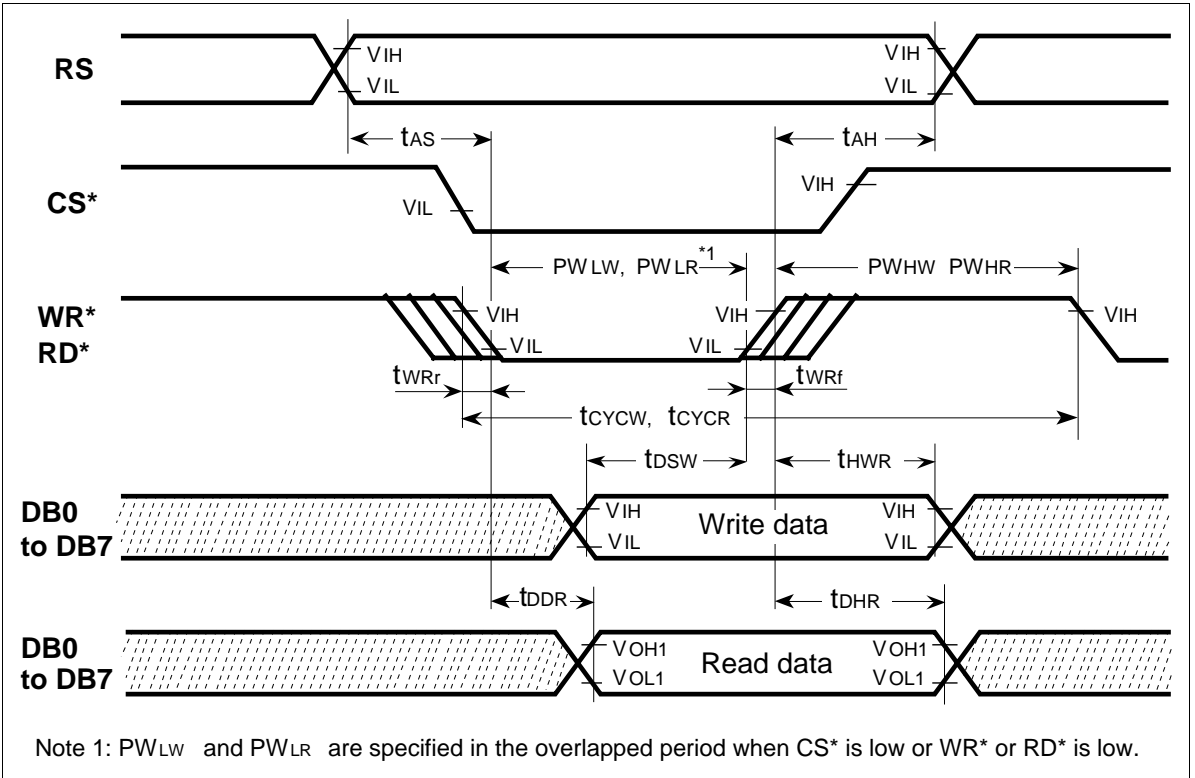 RS
VIH
VIL
VIH
VIL
tAS
tAH
CS*
VIL
VIH
PWLW, PWLR*1
PWHW PWHR
WR*
RD*
VIH
VIL
VIH
VIL
VIH
tWRr
tWRf
tCYCW, tCYCR
tDSW
tHWR
DB0
to DB7
VIH
VIL
Write data
VIH
VIL
tDDR
tDHR
DB0
to DB7
VOH1
VOL1
Read data
VOH1
VOL1
Note 1: PWLW and PWLR are specified in the overlapped period when CS* is low or WR* or RD* is low.